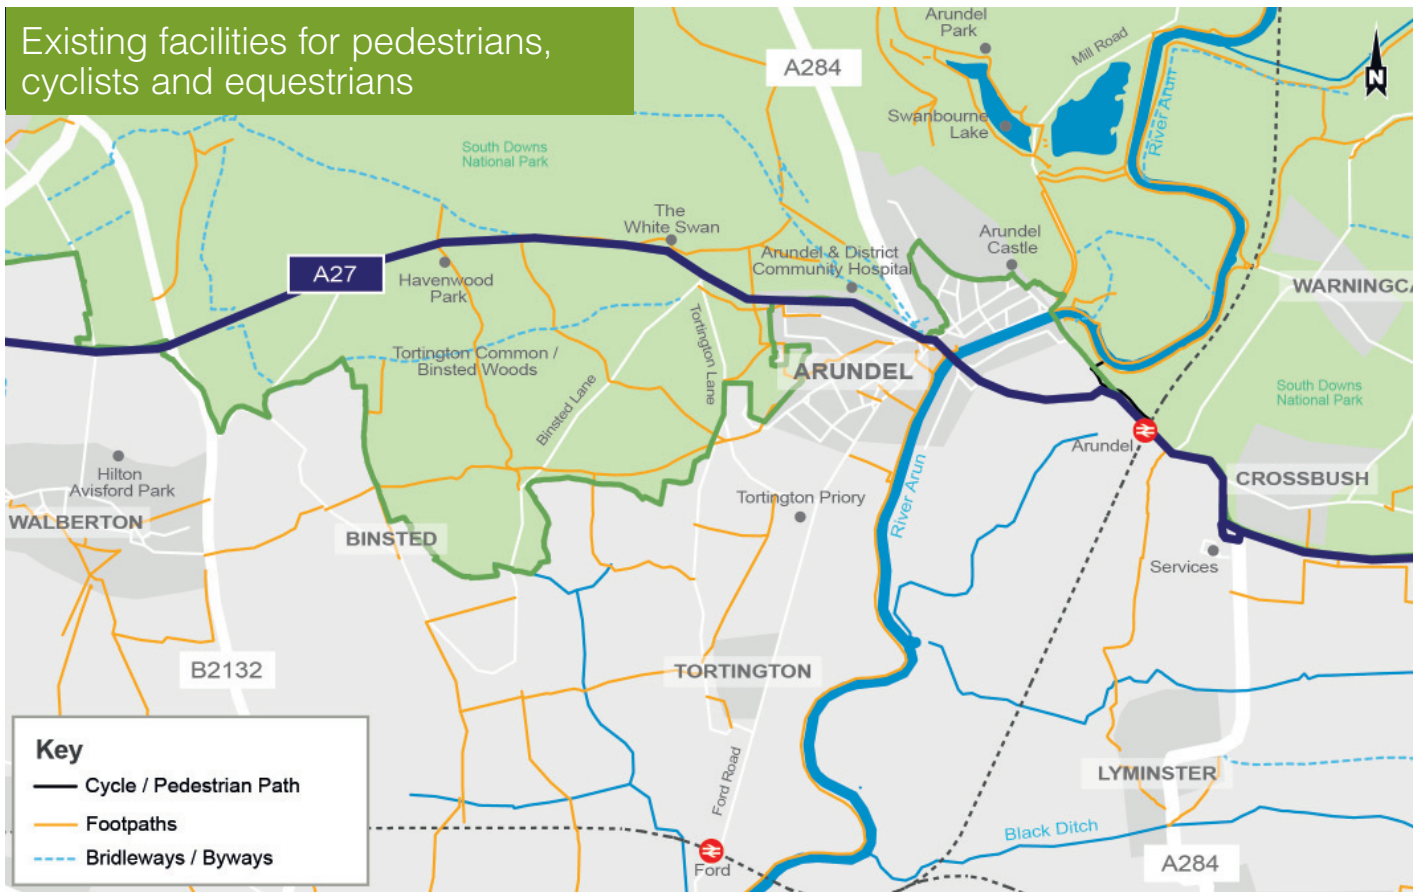 Existing facilities for pedestrians,
cyclists and equestrians
Arundel
Park
Mill Road
A284
N
Swanbourne
Lake
River Arun
South Downs
National Park
The
White Swan
Arundel
Castle
Arundel & District
Community Hospital
A27
Havenwood
Park
WARNINGCA
Tortington Lane
Tortington Common /
Binsted Woods
ARUNDEL
South Downs
National Park
Binsted Lane
Arundel
Hilton
Avisford Park
CROSSBUSH
River Arun
Tortington Priory
WALBERTON
BINSTED
Services
B2132
TORTINGTON
Ford Road
LYMINSTER
Black Ditch
Ford
A284
Key
Cycle / Pedestrian Path
Footpaths
Bridleways / Byways